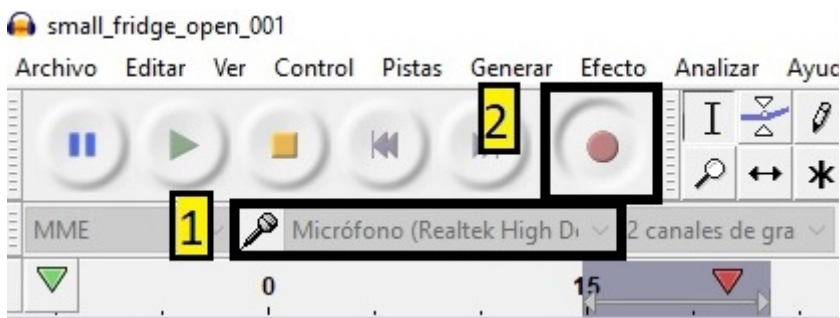 small_fridge_open_001
Archivo Editar Ver Control Pistas Generar Efecto Analizar Ayuc
2
MME 1 Micrófono (Realtek High D 2 canales de gra
0 15